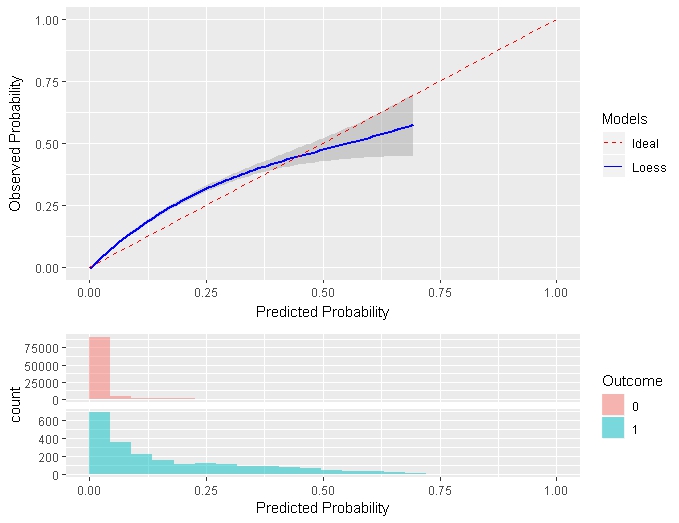 1.00
0.75
0.50
0.25
0.00
Observed Probability
0.00 0.25 0.50 0.75 1.00
Predicted Probability
Models
Ideal
Loess
75000
50000
25000
0
600
400
200
0
count
0.00 0.25 0.50 0.75 1.00
Predicted Probability
Outcome
0
1